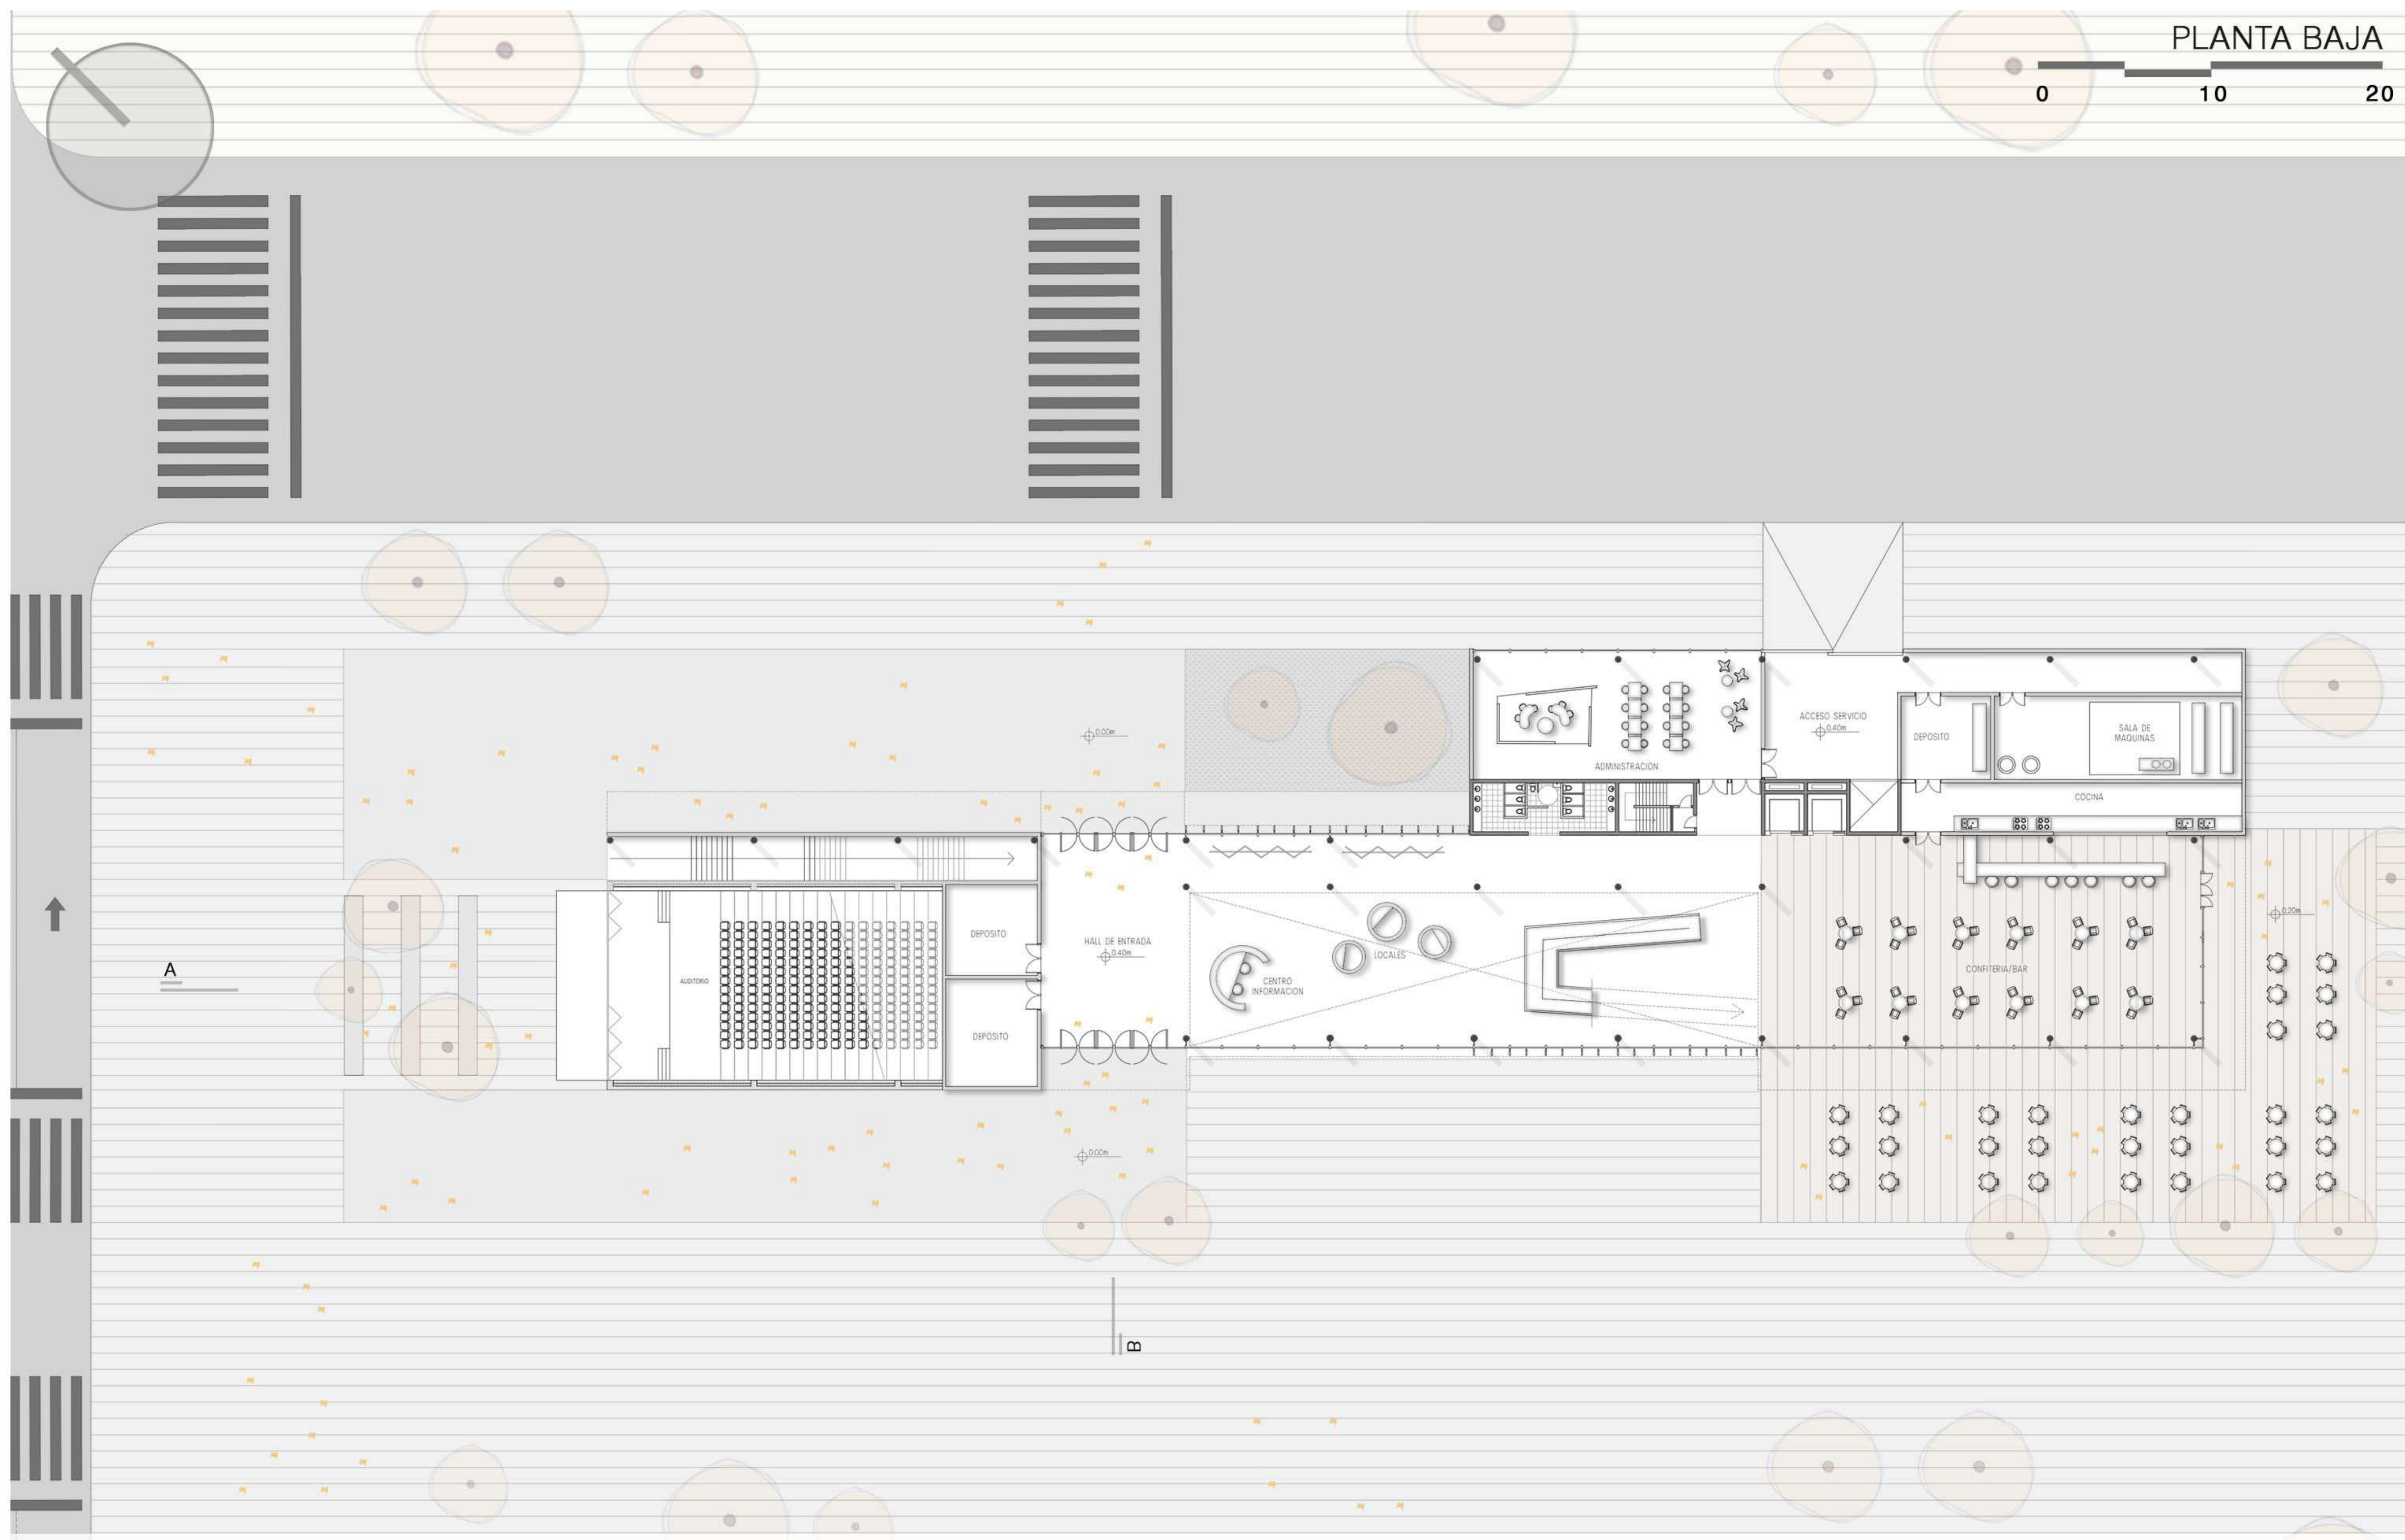 PLANTA BAJA
0 10 20
0.00m
ACCESO SERVICIO
0.40m
DEPOSITO
SALA DE
MAQUINAS
ADMINISTRACION
COCINA
0.20m
DEPOSITO
HALL DE ENTRADA
0.40m
LOCALES
CONFITERIA/BAR
A
AUDITORIO
CENTRO
INFORMACION
DEPOSITO
0.00m
B